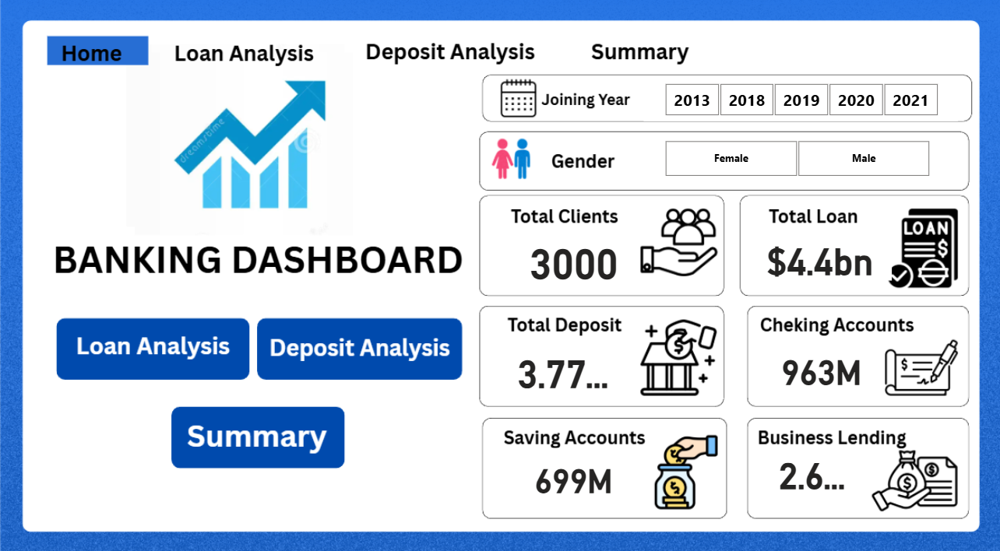 Home
Loan Analysis
Deposit Analysis
Summary
dreamstime
BANKING DASHBOARD
Loan Analysis
Deposit Analysis
Summary
Joining Year
2013
2018
2019
2020
2021
Gender
Female
Male
Total Clients
3000
Total Loan
$4.4bn
LOAN
$
Total Deposit
3.77...
$
Cheking Accounts
963M
$
Saving Accounts
699M
$
$
Business Lending
2.6...
$
$